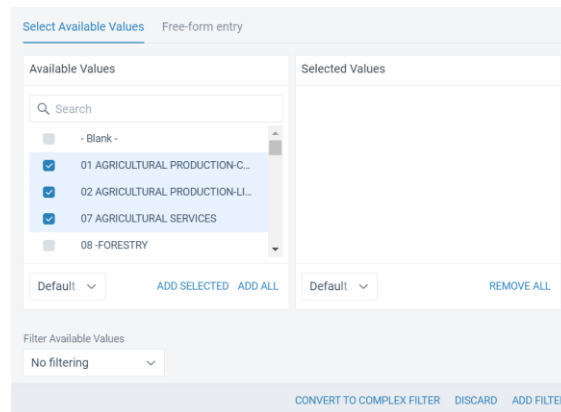 Select Available Values Free-form entry
Available Values
Selected Values
Search
- Blank -
01 AGRICULTURAL PRODUCTION-C...
02 AGRICULTURAL PRODUCTION-LI...
07 AGRICULTURAL SERVICES
08 -FORESTRY
Default ADD SELECTED ADD ALL
Default REMOVE ALL
Filter Available Values
No filtering
CONVERT TO COMPLEX FILTER DISCARD ADD FILTE